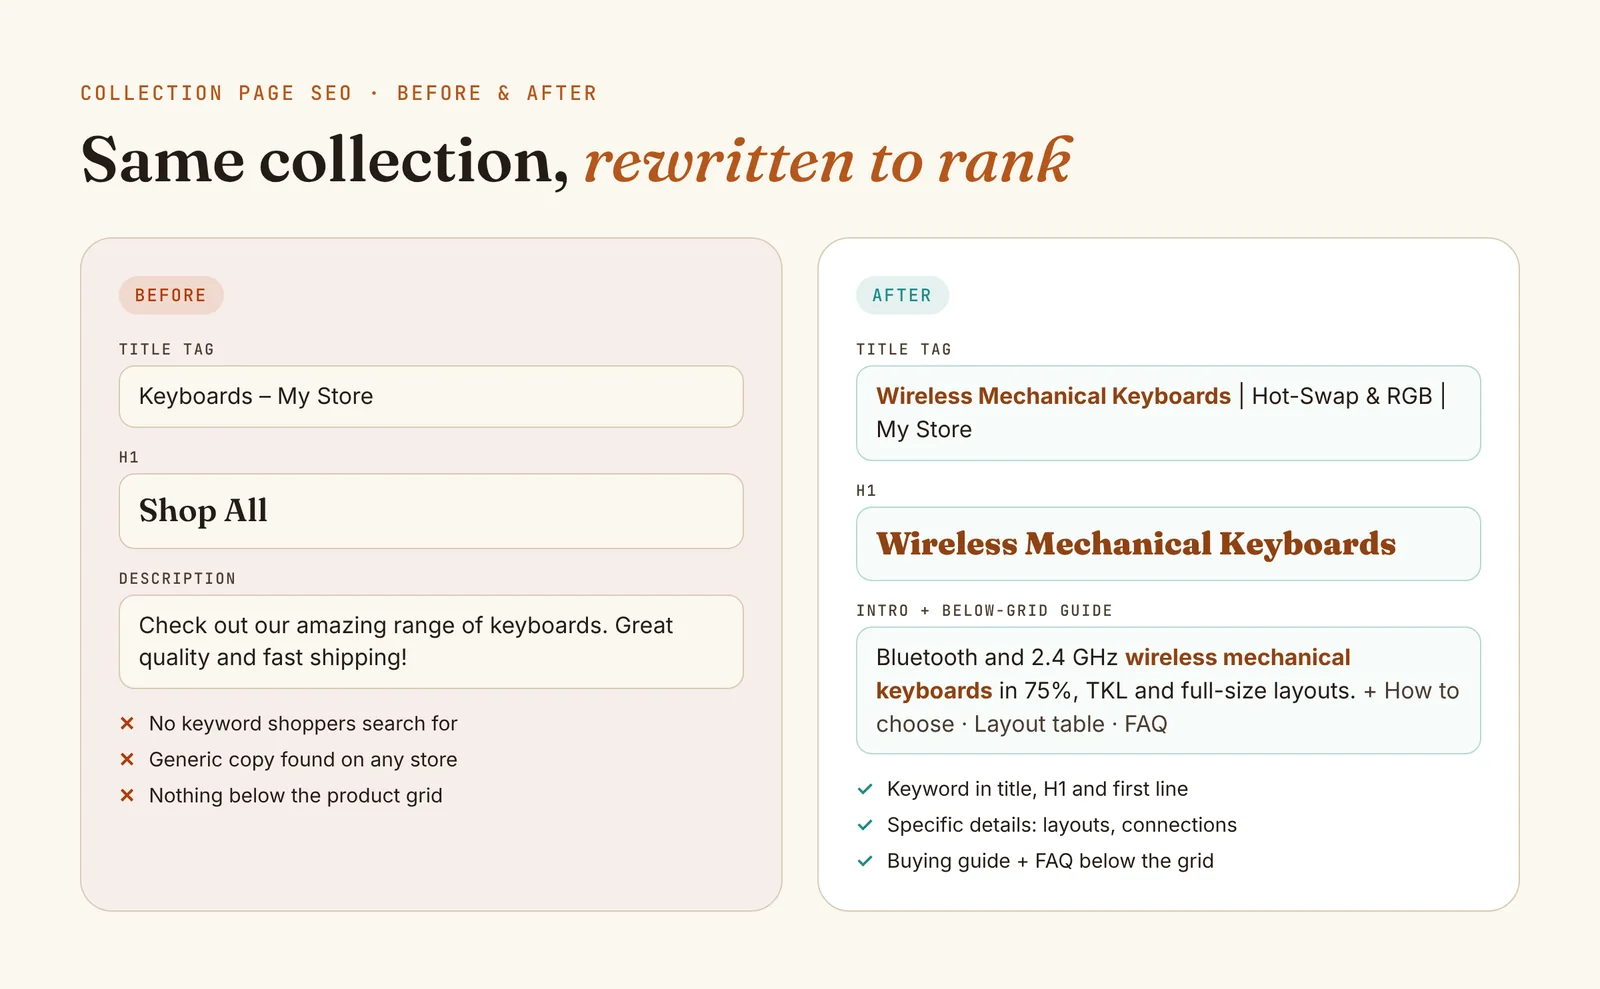 COLLECTION PAGE SEO · BEFORE & AFTER
Same collection, rewritten to rank
BEFORE
TITLE TAG
Keyboards – My Store
H1
Shop All
DESCRIPTION
Check out our amazing range of keyboards. Great
quality and fast shipping!
✕ No keyword shoppers search for
✕ Generic copy found on any store
✕ Nothing below the product grid
AFTER
TITLE TAG
Wireless Mechanical Keyboards | Hot-Swap & RGB |
My Store
H1
Wireless Mechanical Keyboards
INTRO + BELOW-GRID GUIDE
Bluetooth and 2.4 GHz wireless mechanical
keyboards in 75%, TKL and full-size layouts. + How to
choose · Layout table · FAQ
✓ Keyword in title, H1 and first line
✓ Specific details: layouts, connections
✓ Buying guide + FAQ below the grid